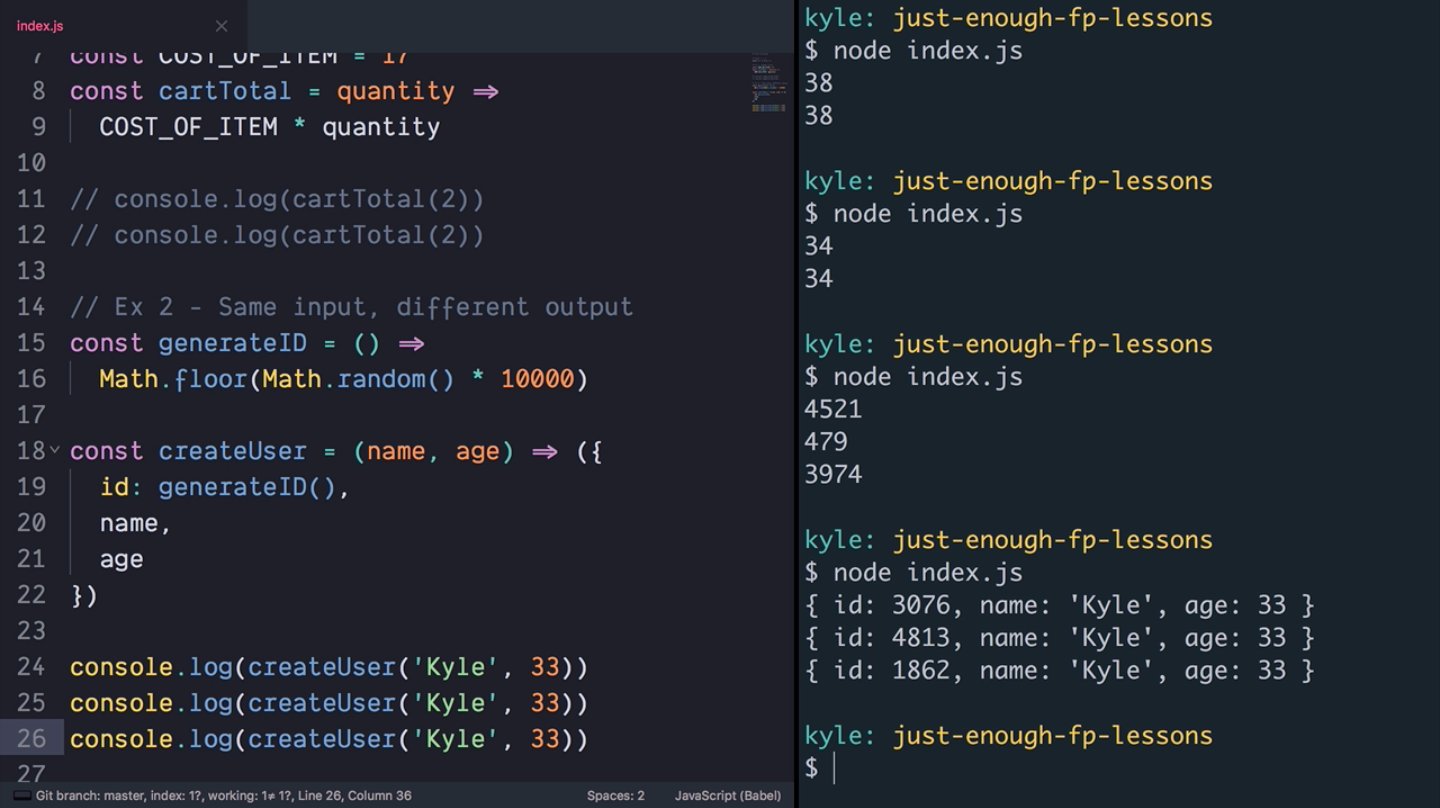 index.js
7 const COST_OF_ITEM = 17
8 const cartTotal = quantity =>
9 COST_OF_ITEM * quantity
10
11 // console.log(cartTotal(2))
12 // console.log(cartTotal(2))
13
14 // Ex 2 - Same input, different output
15 const generateID = () =>
16 Math.floor(Math.random() * 10000)
17
18 const createUser = (name, age) => ({
19 id: generateID(),
20 name,
21 age
22 })
23
24 console.log(createUser('Kyle', 33))
25 console.log(createUser('Kyle', 33))
26 console.log(createUser('Kyle', 33))
27
Git branch: master, index: 1?, working: 1≠ 1?, Line 26, Column 36
Spaces: 2
JavaScript (Babel)
kyle: just-enough-fp-lessons
$ node index.js
38
38
kyle: just-enough-fp-lessons
$ node index.js
34
34
kyle: just-enough-fp-lessons
$ node index.js
4521
479
3974
kyle: just-enough-fp-lessons
$ node index.js
{ id: 3076, name: 'Kyle', age: 33 }
{ id: 4813, name: 'Kyle', age: 33 }
{ id: 1862, name: 'Kyle', age: 33 }
kyle: just-enough-fp-lessons
$